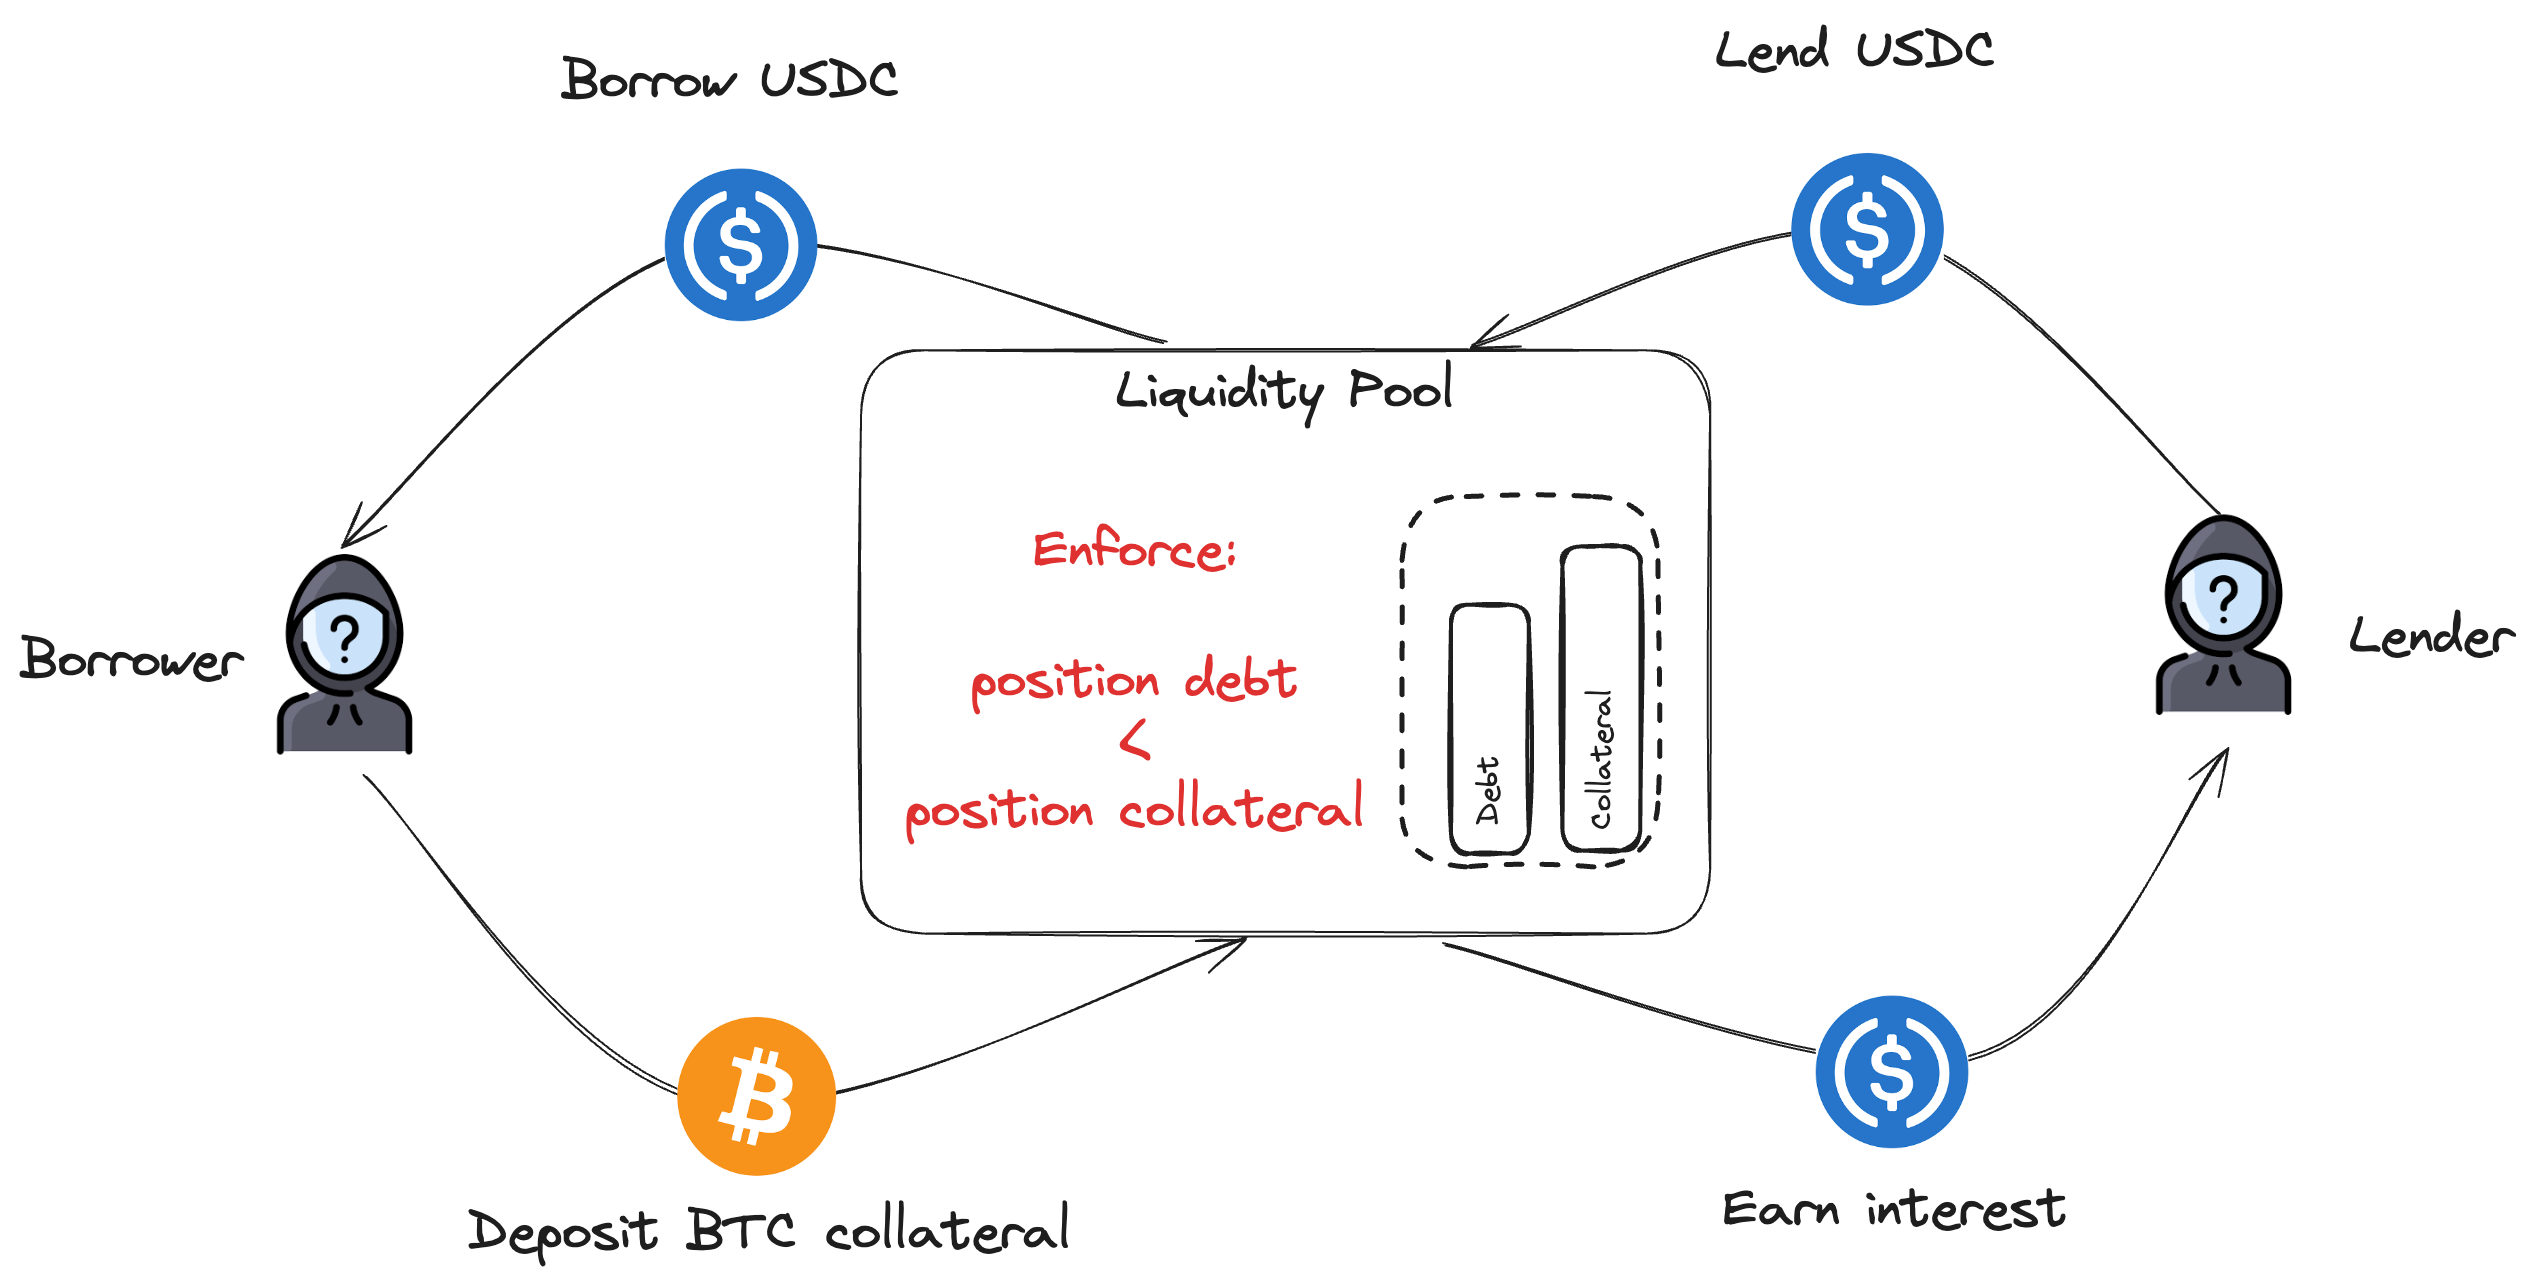 Borrow USDC
Lend USDC
Liquidity Pool
Enforce:
position debt
<
position collateral
Debt
Collateral
Borrower
Lender
Deposit BTC collateral
Earn interest